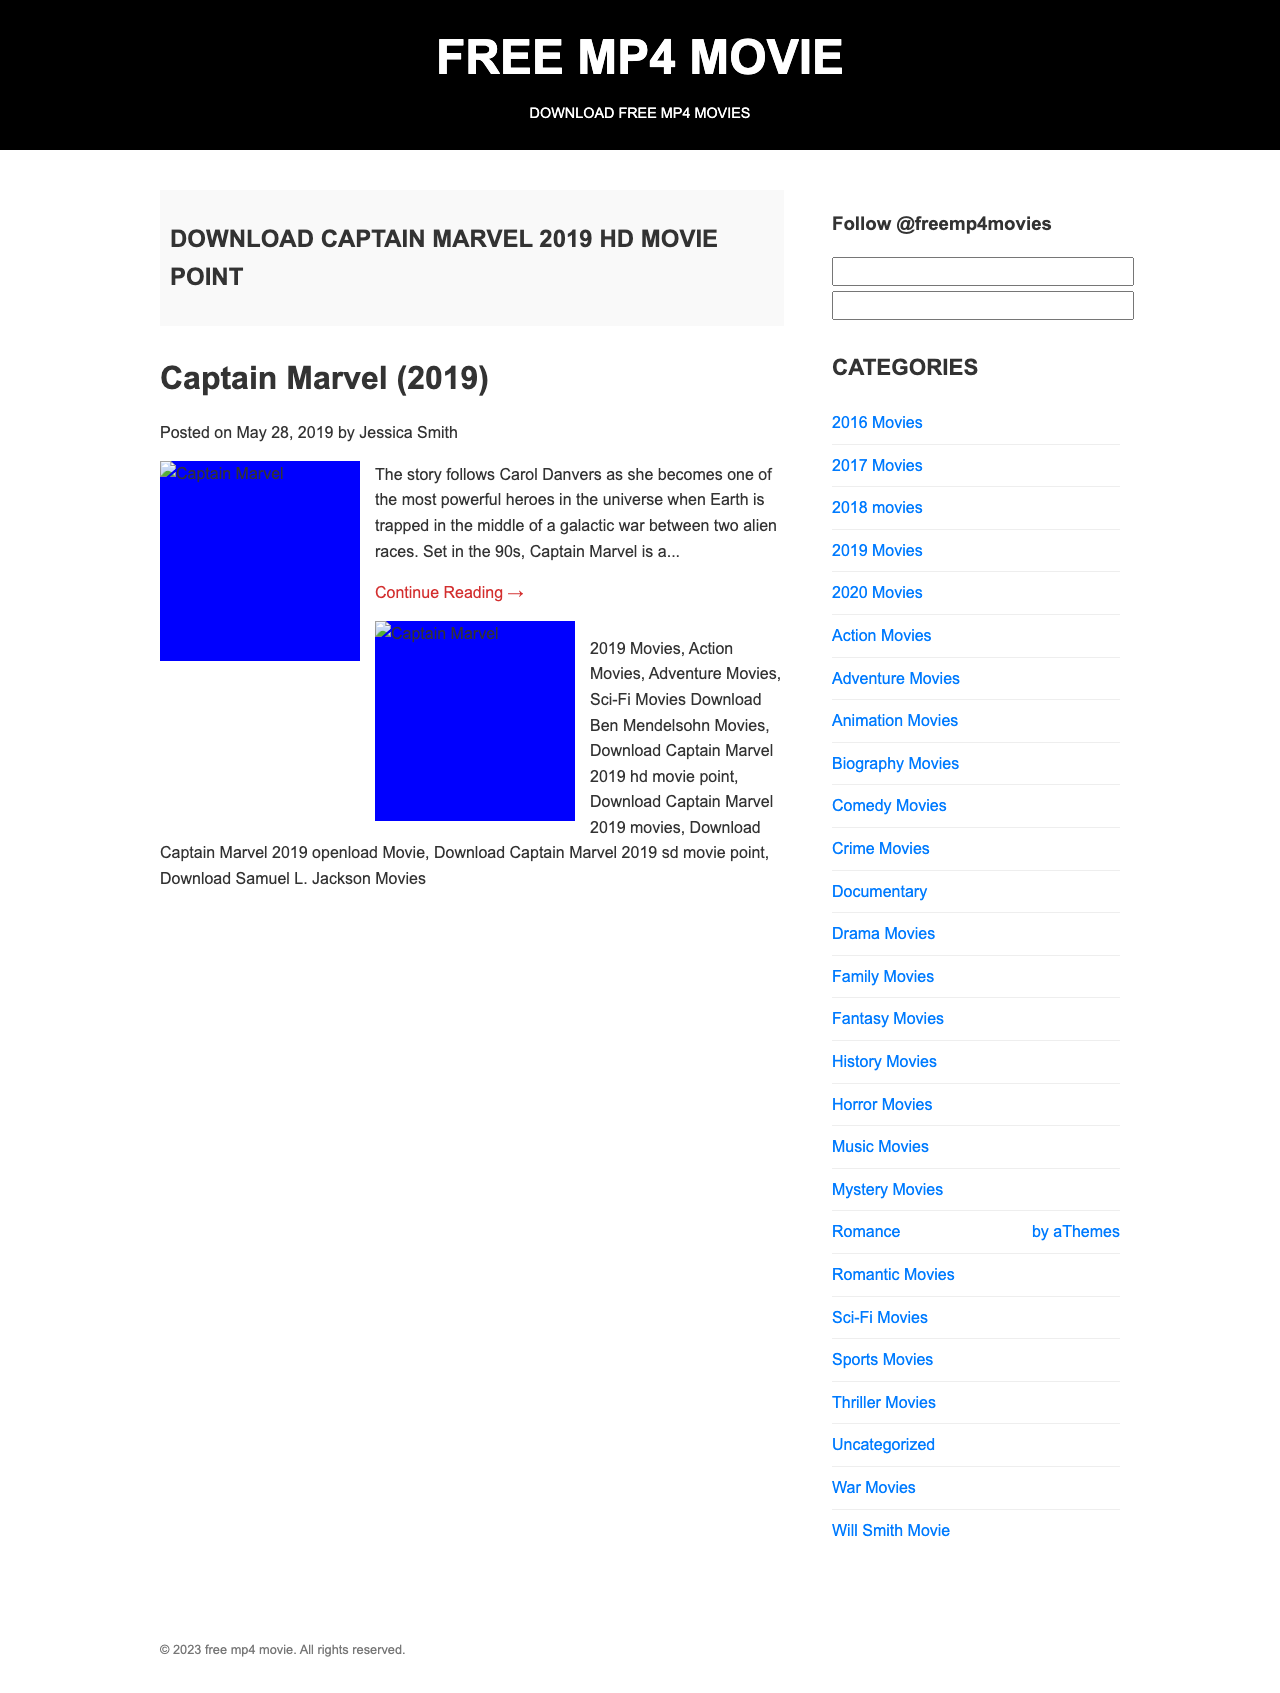 FREE MP4 MOVIE
DOWNLOAD FREE MP4 MOVIES
DOWNLOAD CAPTAIN MARVEL 2019 HD MOVIE
POINT
Captain Marvel (2019)
Posted on May 28, 2019 by Jessica Smith
Captain Marvel
The story follows Carol Danvers as she becomes one of
the most powerful heroes in the universe when Earth is
trapped in the middle of a galactic war between two alien
races. Set in the 90s, Captain Marvel is a...
Continue Reading →
Captain Marvel
2019 Movies, Action
Movies, Adventure Movies,
Sci-Fi Movies Download
Ben Mendelsohn Movies,
Download Captain Marvel
2019 hd movie point,
Download Captain Marvel
2019 movies, Download
Captain Marvel 2019 openload Movie, Download Captain Marvel 2019 sd movie point,
Download Samuel L. Jackson Movies
Follow @freemp4movies
CATEGORIES
2016 Movies
2017 Movies
2018 movies
2019 Movies
2020 Movies
Action Movies
Adventure Movies
Animation Movies
Biography Movies
Comedy Movies
Crime Movies
Documentary
Drama Movies
Family Movies
Fantasy Movies
History Movies
Horror Movies
Music Movies
Mystery Movies
Romance by aThemes
Romantic Movies
Sci-Fi Movies
Sports Movies
Thriller Movies
Uncategorized
War Movies
Will Smith Movie
© 2023 free mp4 movie. All rights reserved.